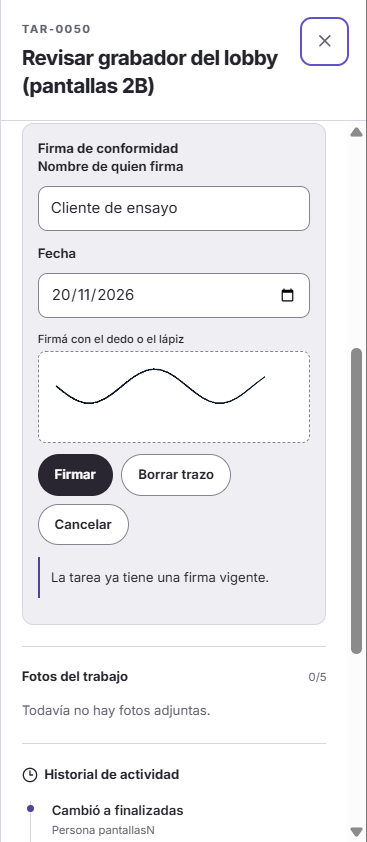 TAR-0050
Revisar grabador del lobby
(pantallas 2B)
Firma de conformidad
Nombre de quien firma
Cliente de ensayo
Fecha
20/11/2026
Firmá con el dedo o el lápiz
Firmar
Borrar trazo
Cancelar
La tarea ya tiene una firma vigente.
Fotos del trabajo
0/5
Todavía no hay fotos adjuntas.
Historial de actividad
Cambió a finalizadas
Persona pantallasN